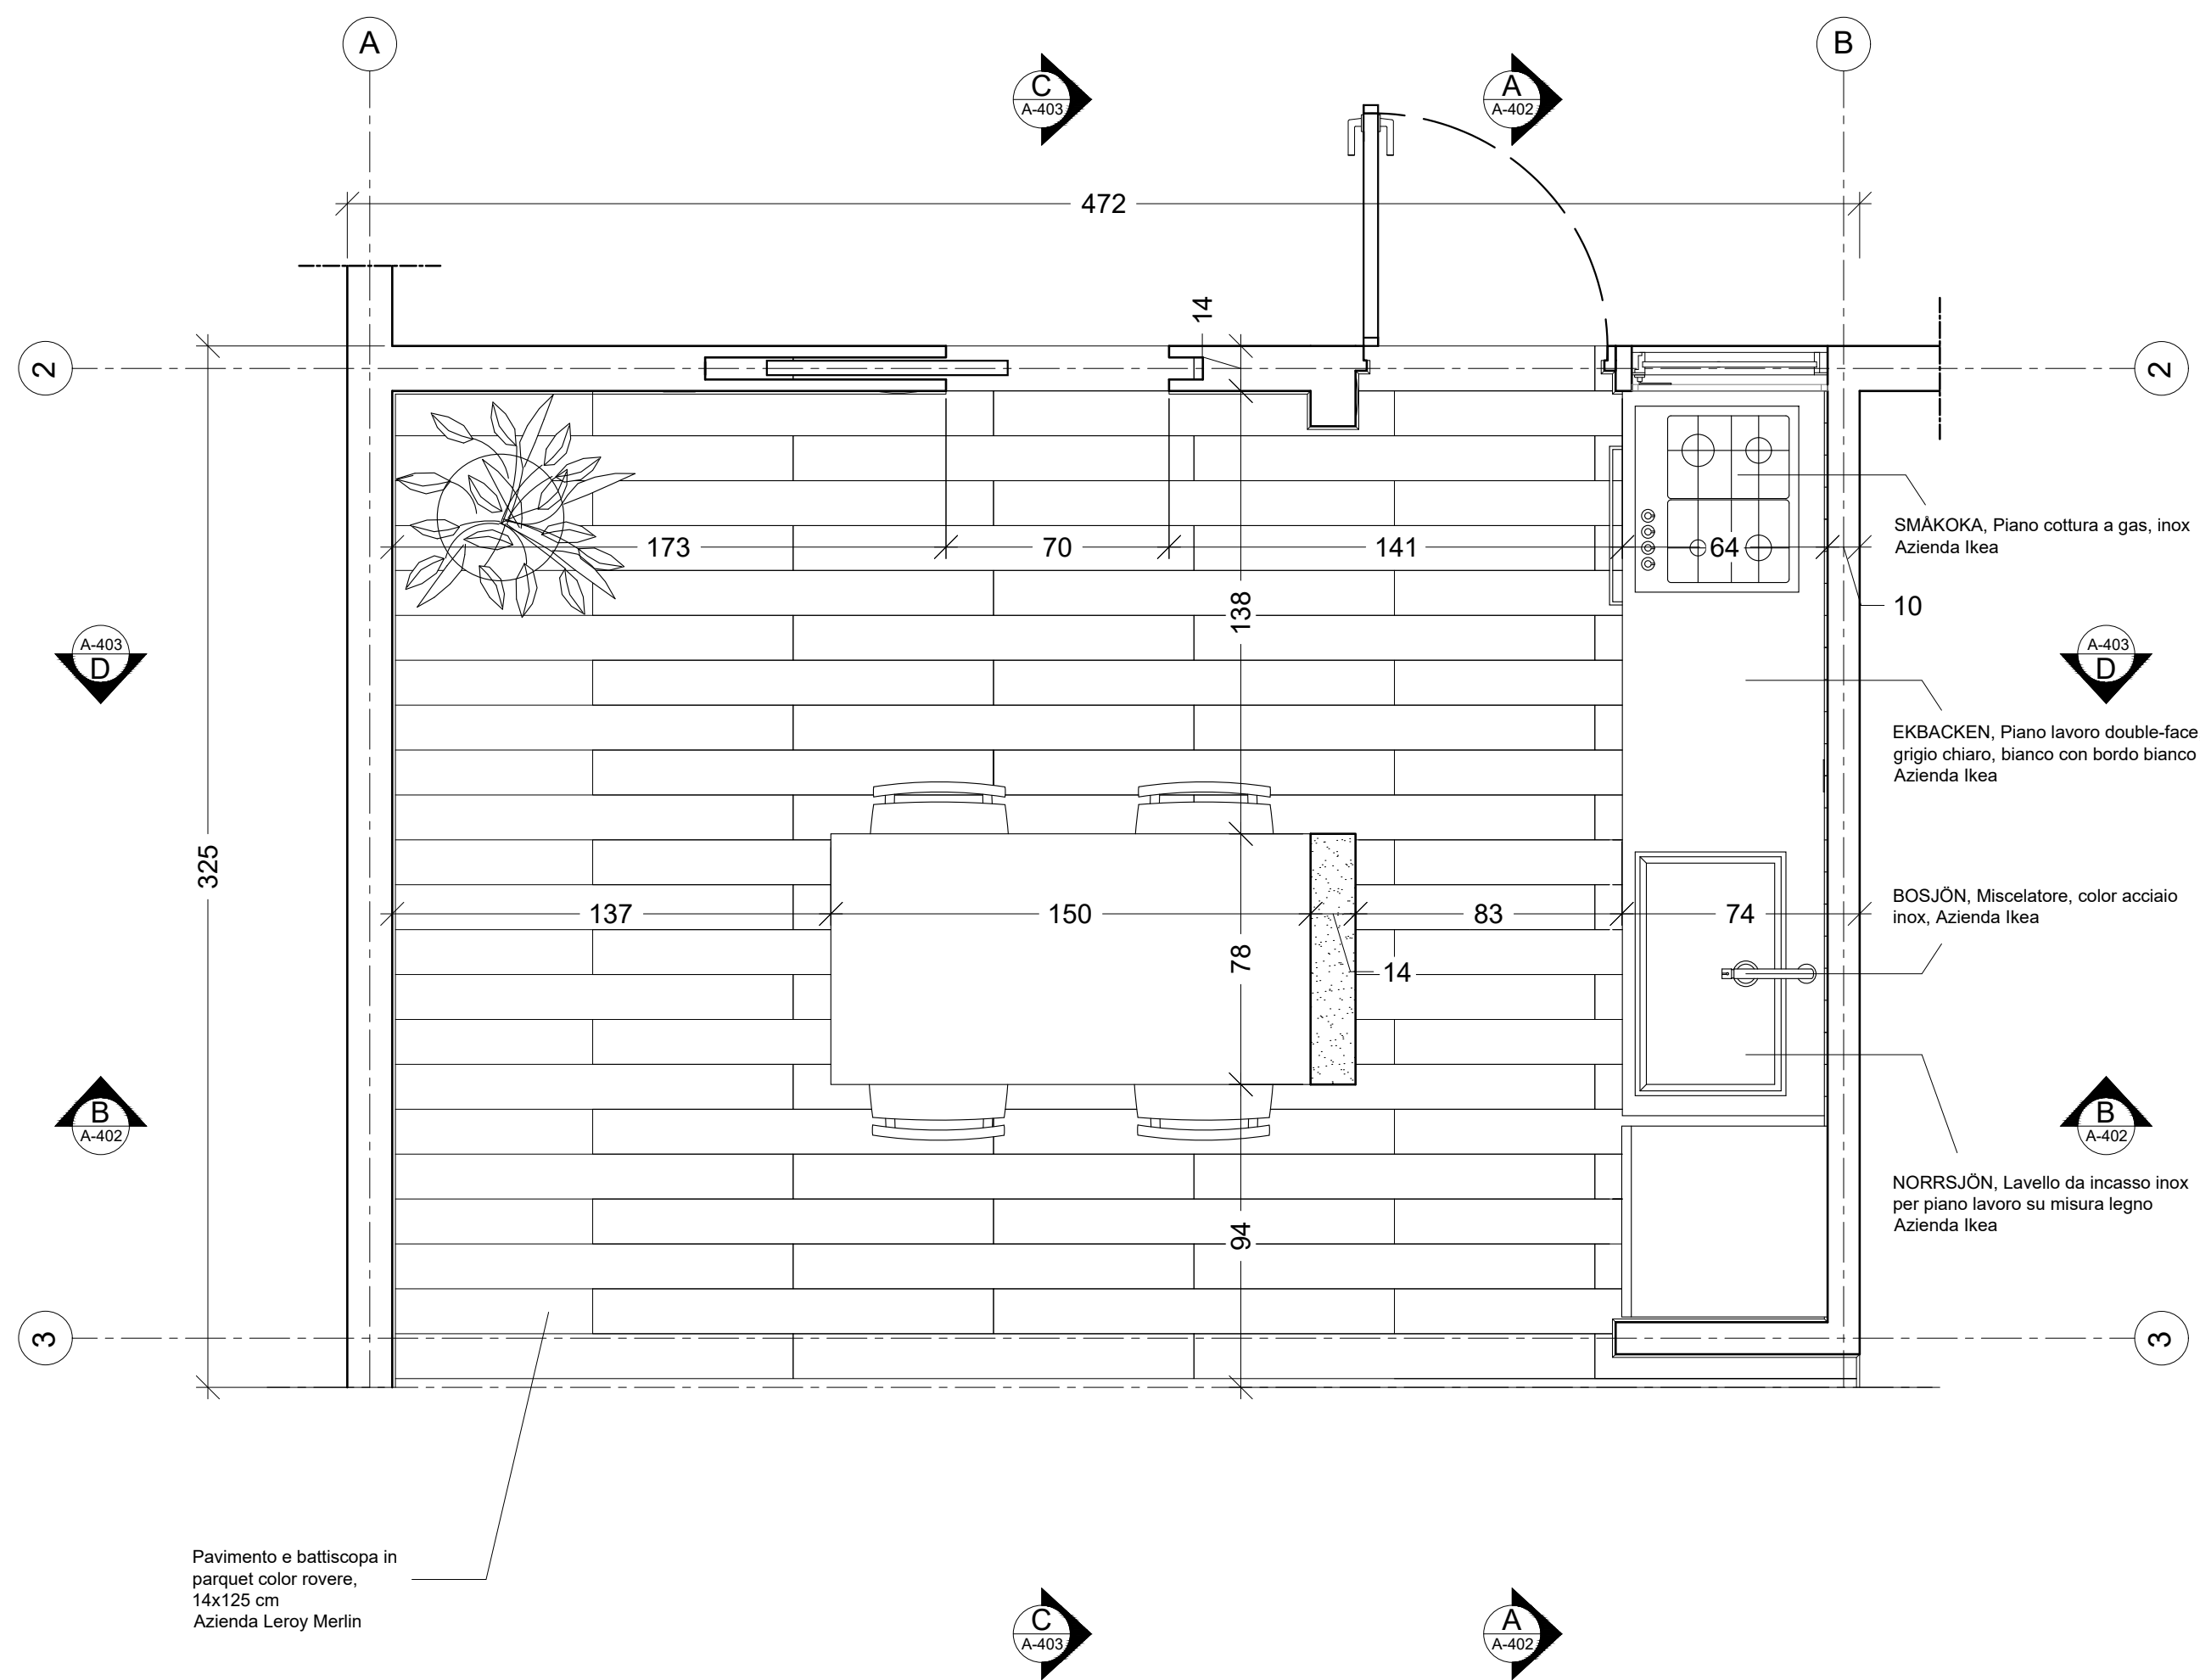 A
B
C
A-403
A
A-402
472
14
2
2
SMÅKOKA, Piano cottura a gas, inox
Azienda Ikea
173
70
141
64
10
138
A-403
D
A-403
D
EKBACKEN, Piano lavoro double-face
grigio chiaro, bianco con bordo bianco
Azienda Ikea
325
BOSJÖN, Miscelatore, color acciaio
inox, Azienda Ikea
137
150
83
74
78
14
B
A-402
B
A-402
NORRSJÖN, Lavello da incasso inox
per piano lavoro su misura legno
Azienda Ikea
94
3
3
Pavimento e battiscopa in
parquet color rovere,
14x125 cm
Azienda Leroy Merlin
C
A-403
A
A-402